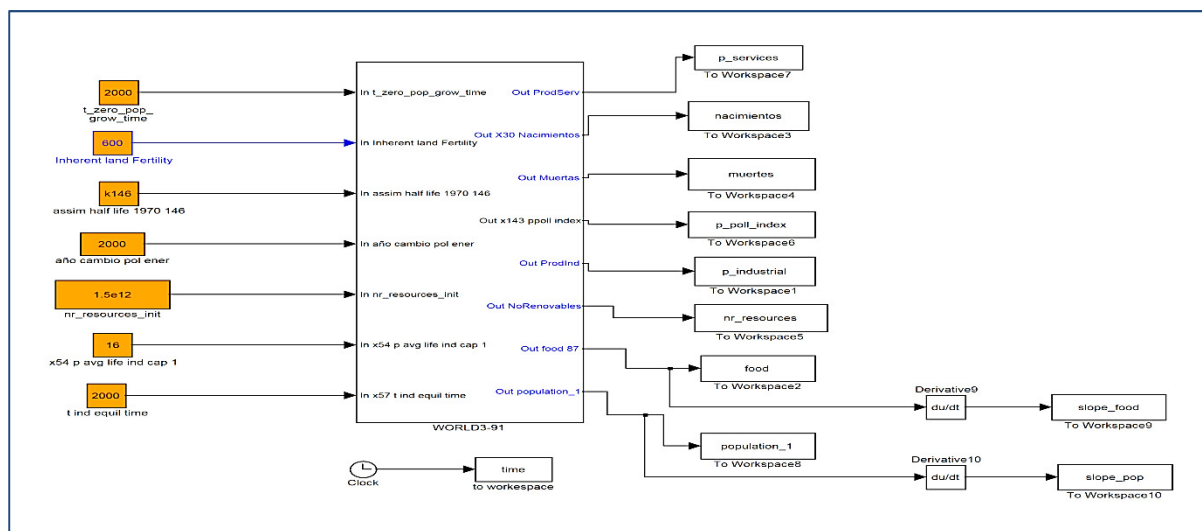 2000
t_zero_pop_
grow_time
600
Inherent land Fertility
k146
assim half life 1970 146
2000
año cambio pol ener
1.5e12
nr_resources_init
16
x54 p avg life ind cap 1
2000
t ind equil time
In t_zero_pop_grow_time
In Inherent land Fertility
In assim half life 1970 146
In año cambio pol ener
In nr_resources_init
In x54 p avg life ind cap 1
In x57 t ind equil time
Out ProdServ
Out X30 Nacimientos
Out Muertas
Out x143 ppoll index
Out ProdInd
Out NoRenovables
Out food 87
Out population_1
WORLD3-91
p_services
To Workspace7
nacimientos
To Workspace3
muertes
To Workspace4
p_poll_index
To Workspace6
p_industrial
To Workspace1
nr_resources
To Workspace5
food
To Workspace2
population_1
To Workspace8
Derivative9
du/dt
slope_food
To Workspace9
Derivative10
du/dt
slope_pop
To Workspace10
Clock
time
to workespace